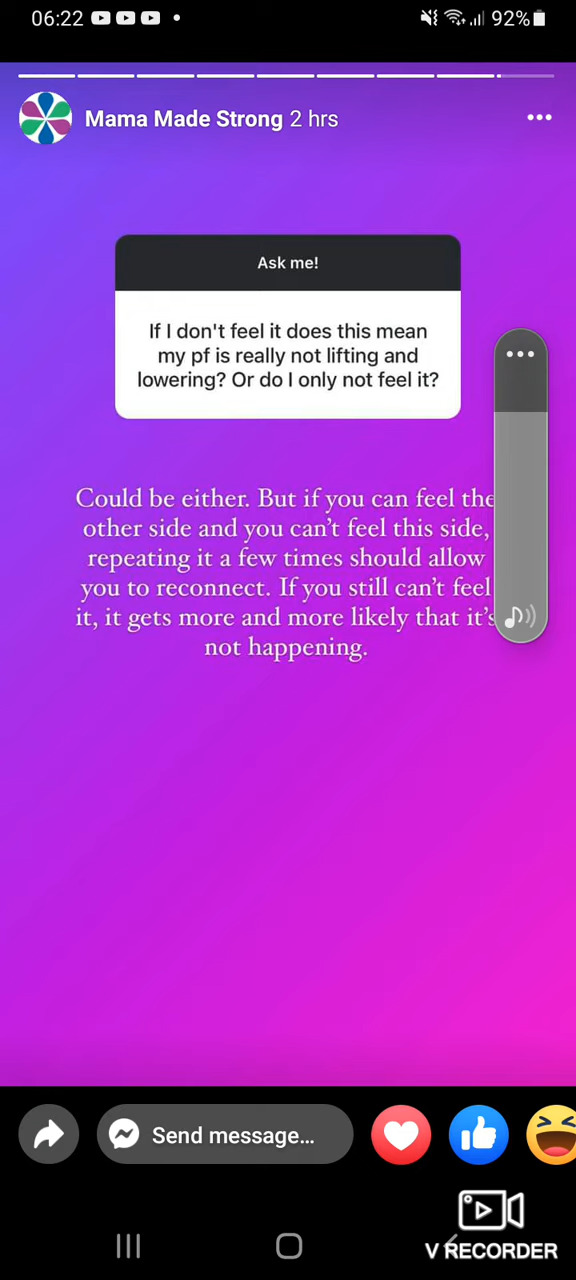 06:22
92%
Mama Made Strong 2 hrs
Ask me!
If I don't feel it does this mean
my pf is really not lifting and
lowering? Or do I only not feel it?
Could be either. But if you can feel the
other side and you can’t feel this side,
repeating it a few times should allow
you to reconnect. If you still can’t feel
it, it gets more and more likely that it’s
not happening.
Send message...
V RECORDER